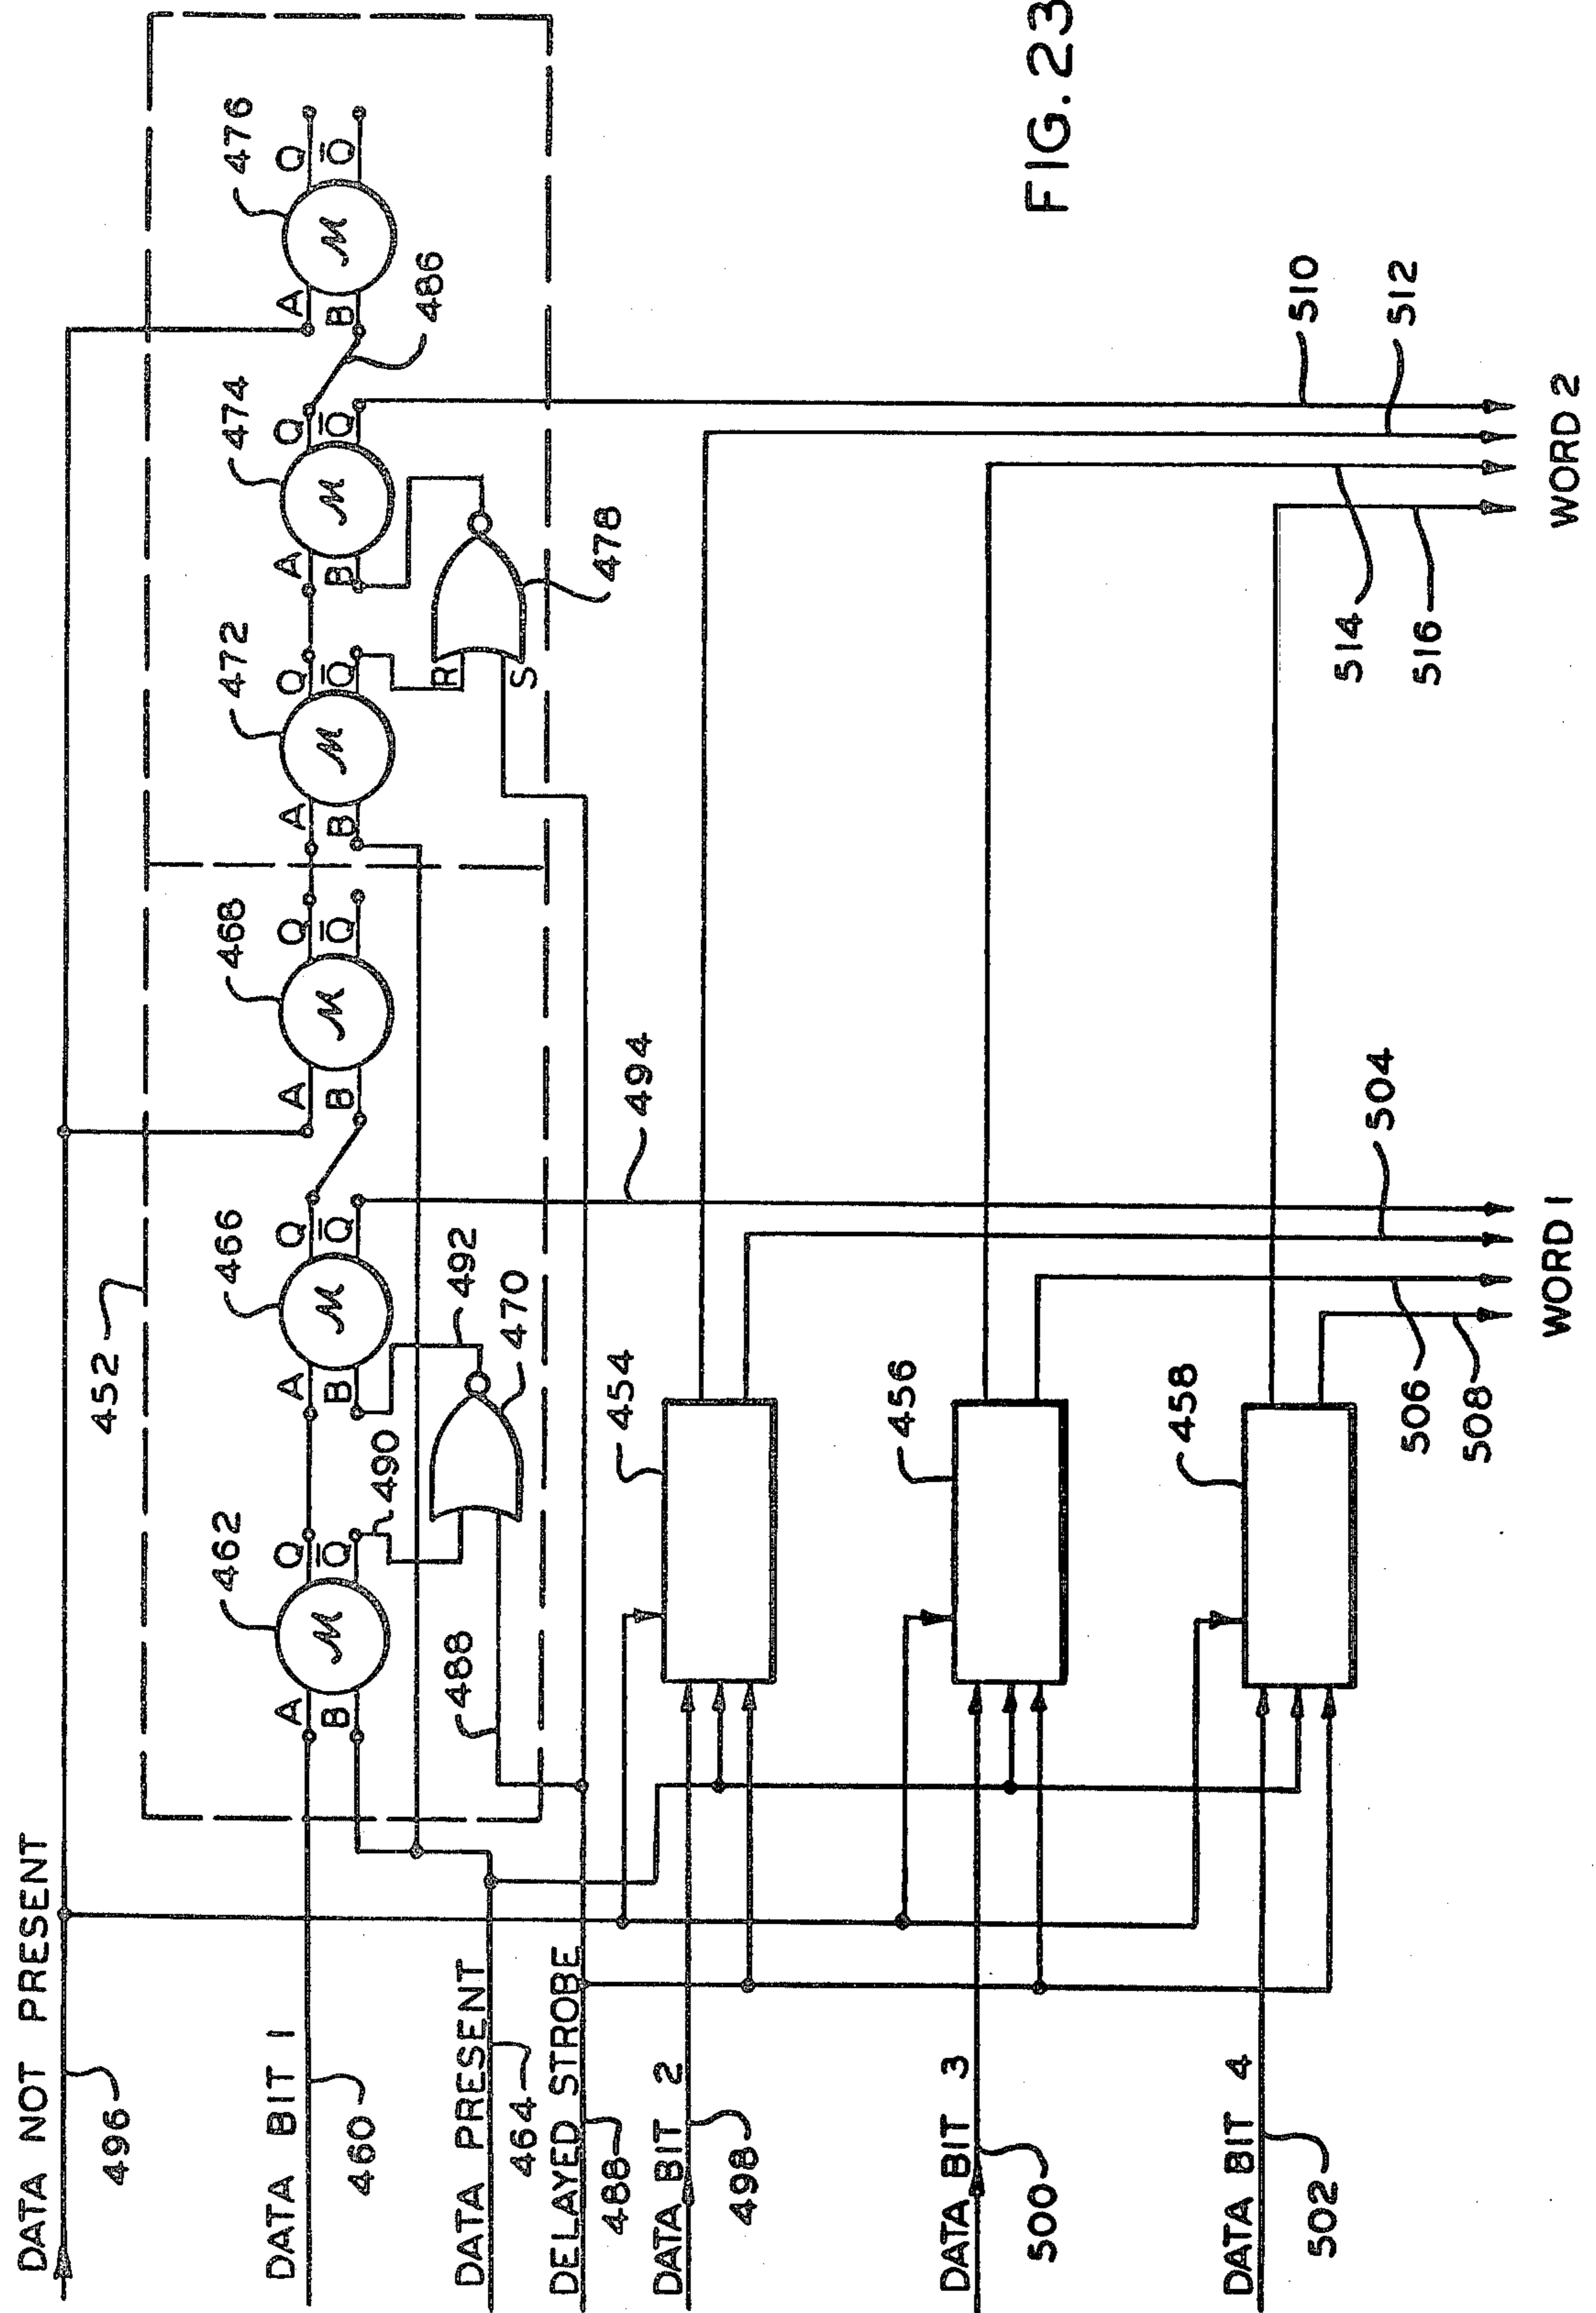 DATA NOT PRESENT
496
452
462
466
468
472
474
476
DATA BIT 1
460
A
B
M
Q
Q̅
490
A
B
M
Q
Q̅
492
A
B
M
Q
Q̅
A
B
M
Q
Q̅
A
B
M
Q
Q̅
486
A
B
M
Q
Q̅
488
470
R
S
478
DATA PRESENT
464
DELAYED STROBE
488
494
454
DATA BIT 2
498
456
DATA BIT 3
500
458
DATA BIT 4
502
504
506
508
WORD 1
510
512
514
516
WORD 2
FIG. 23